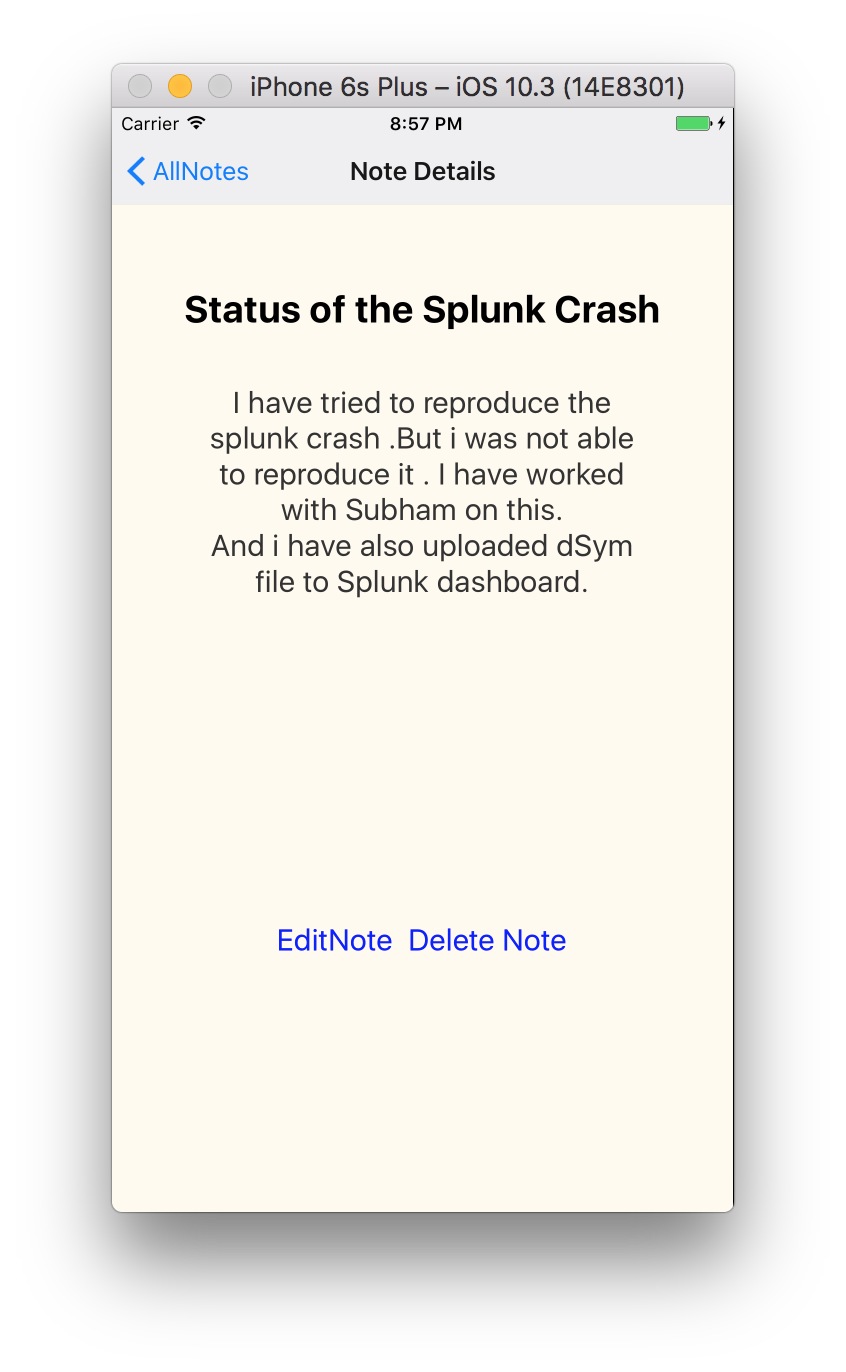 iPhone 6s Plus – iOS 10.3 (14E8301)
Carrier 8:57 PM
AllNotes Note Details
Status of the Splunk Crash
I have tried to reproduce the
splunk crash .But i was not able
to reproduce it . I have worked
with Subham on this.
And i have also uploaded dSym
file to Splunk dashboard.
EditNote Delete Note